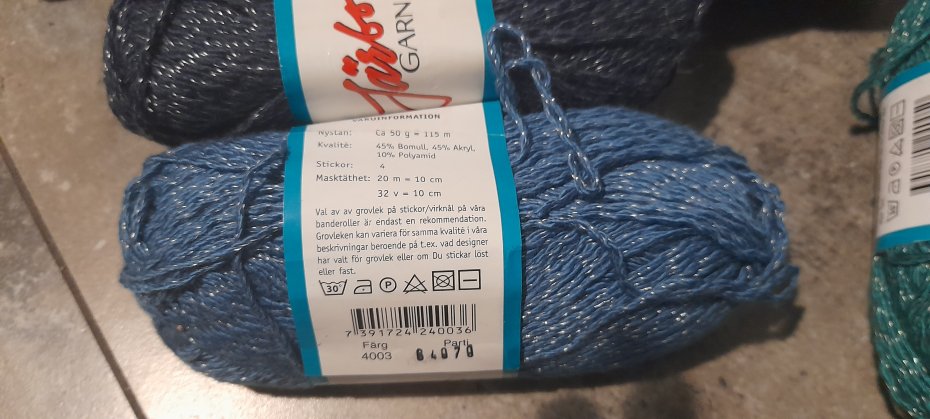 Järbo
GARN
VARUINFORMATION
Nystan: Ca 50 g = 115 m
Kvalité: 45% Bomull, 45% Akryl,
10% Polyamid
Stickor: 4
Masktäthet: 20 m = 10 cm
32 v = 10 cm
Val av av grovlek på stickor/virknål på våra
banderoller är endast en rekommendation.
Grovleken kan variera för samma kvalité i våra
beskrivningar beroende på t.ex. vad designer
har valt för grovlek eller om Du stickar löst
eller fast.
30° P A
7 391724 240036
Färg Parti
4003 64070